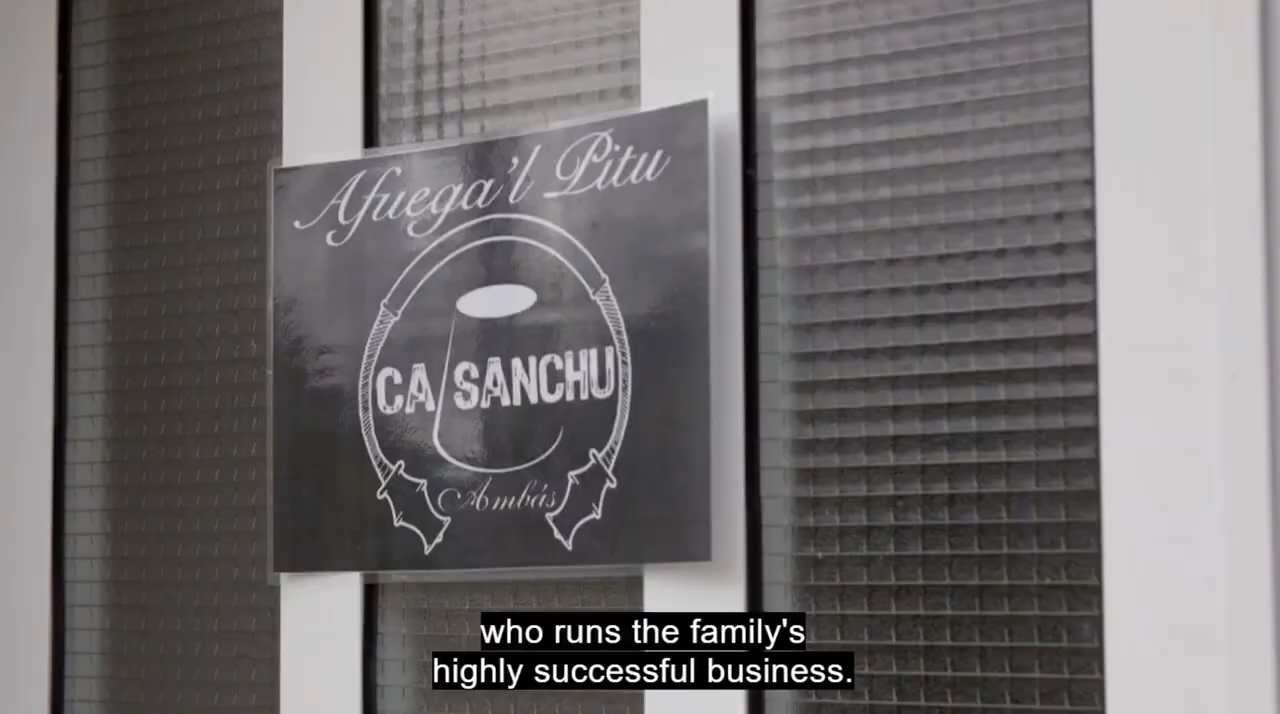 Afuega'l Pitu
CA SANCHU
Ambás
who runs the family's
highly successful business.